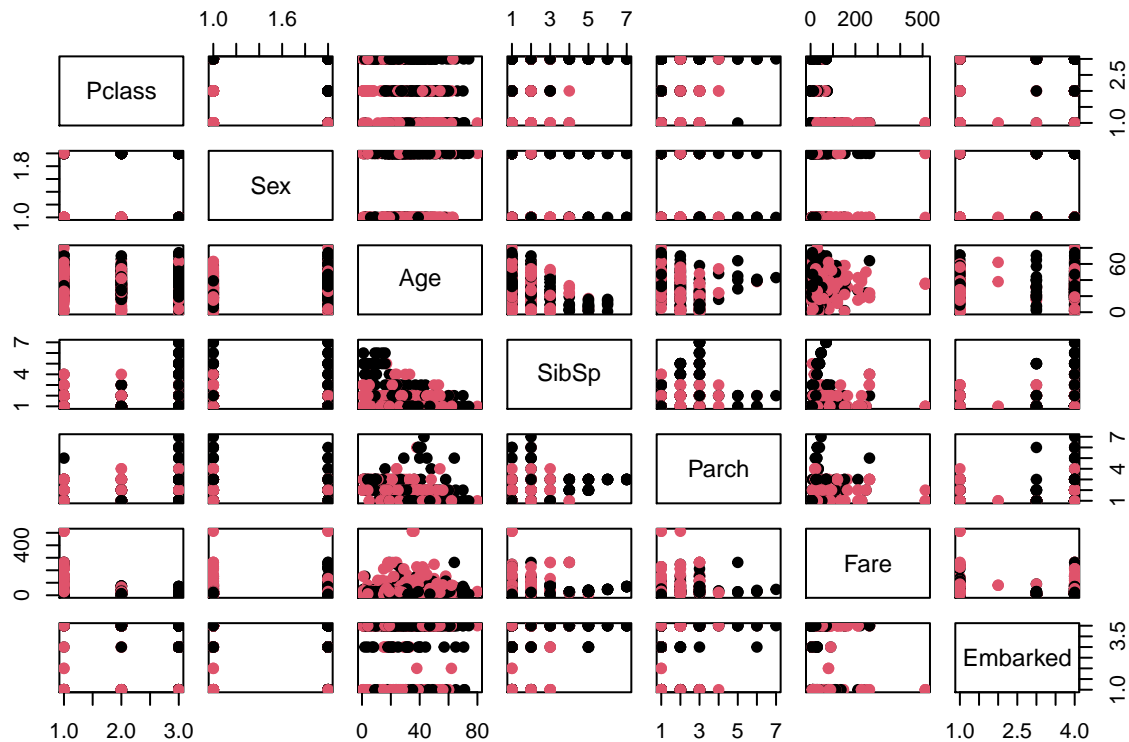 1.0 1.6 1 2 3 4 5 6 7 0 200 500
Pclass 1.0 2.5
1.0 1.8 Sex
Age 0 60
1 4 7 SibSp
Parch 1 4 7
0 400 Fare
Embarked 1.0 3.5
1.0 2.0 3.0 0 40 80 1 3 5 7 1.0 2.5 4.0